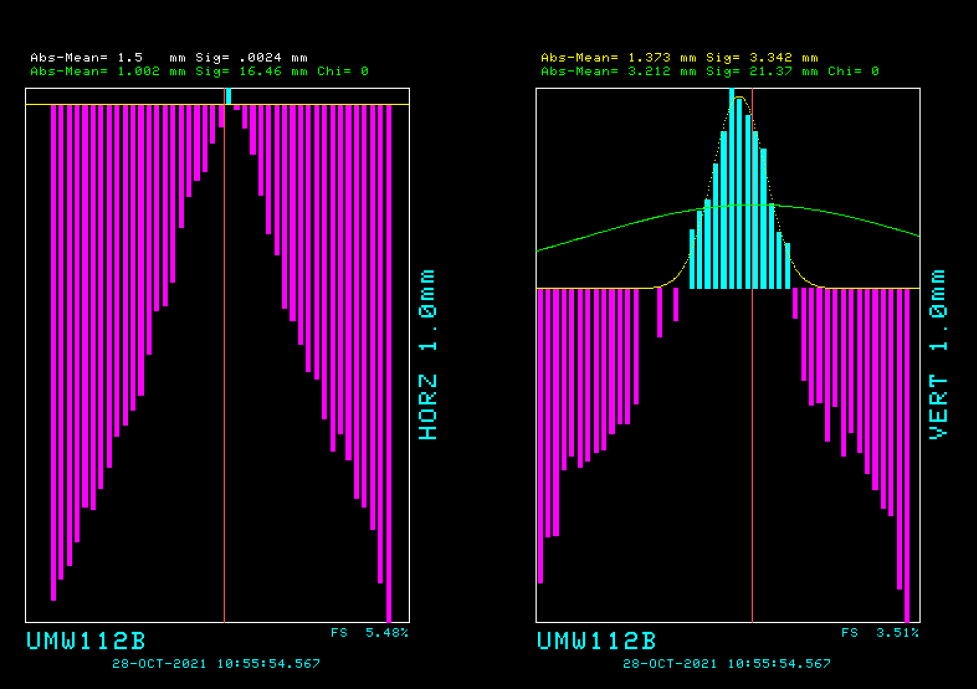 Abs-Mean= 1.5 mm Sig= .0024 mm
Abs-Mean= 1.002 mm Sig= 16.46 mm Chi= 0
HORZ 1.0mm
UMW112B
FS 5.48%
28-OCT-2021 10:55:54.567
Abs-Mean= 1.373 mm Sig= 3.342 mm
Abs-Mean= 3.212 mm Sig= 21.37 mm Chi= 0
VERT 1.0mm
UMW112B
FS 3.51%
28-OCT-2021 10:55:54.567